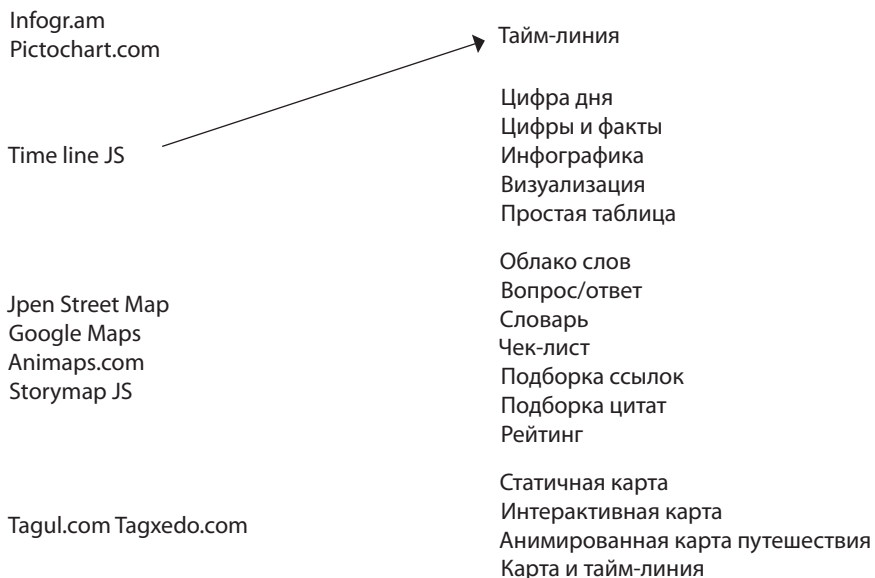 Infogr.am
Pictochart.com
Time line JS
Jpen Street Map
Google Maps
Animaps.com
Storymap JS
Tagul.com Tagxedo.com
Тайм-линия
Цифра дня
Цифры и факты
Инфографика
Визуализация
Простая таблица
Облако слов
Вопрос/ответ
Словарь
Чек-лист
Подборка ссылок
Подборка цитат
Рейтинг
Статичная карта
Интерактивная карта
Анимированная карта путешествия
Карта и тайм-линия